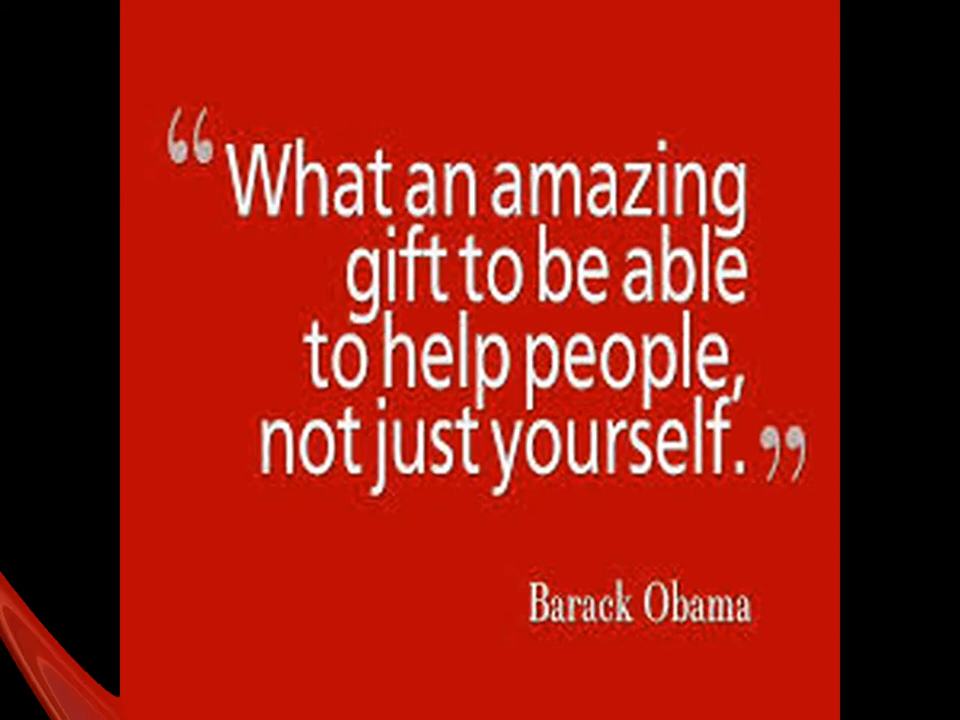 “What an amazing
gift to be able
to help people,
not just yourself.”
Barack Obama